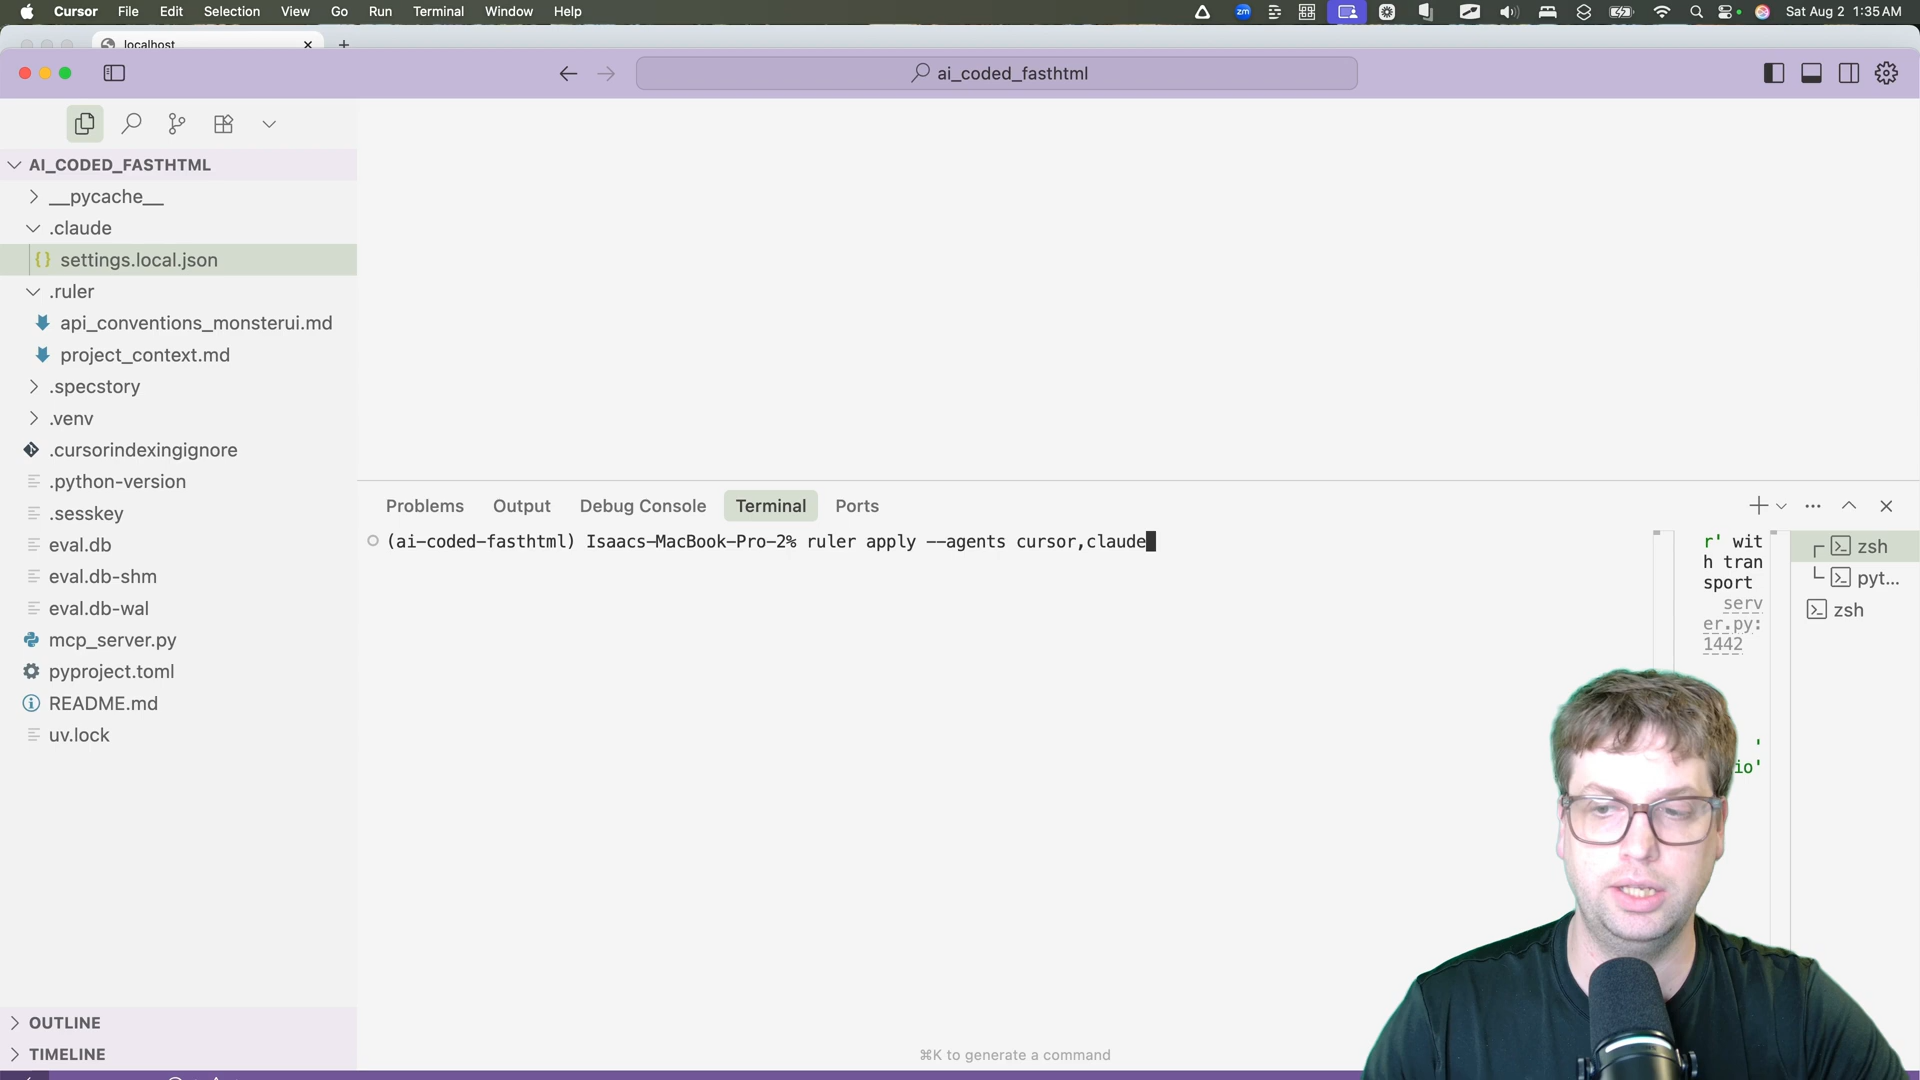 Cursor File Edit Selection View Go Run Terminal Window Help
zm
Sat Aug 2 1:35 AM
localhost
ai_coded_fasthtml
AI_CODED_FASTHTML
__pycache__
.claude
{} settings.local.json
.ruler
api_conventions_monsterui.md
project_context.md
.specstory
.venv
.cursorindexingignore
.python-version
.sesskey
eval.db
eval.db-shm
eval.db-wal
mcp_server.py
pyproject.toml
README.md
uv.lock
OUTLINE
TIMELINE
Problems Output Debug Console Terminal Ports
(ai-coded-fasthtml) Isaacs-MacBook-Pro-2% ruler apply --agents cursor,claude
r' wit
h tran
sport
serv
er.py:
1442
'
io'
zsh
pyt...
zsh
⌘K to generate a command